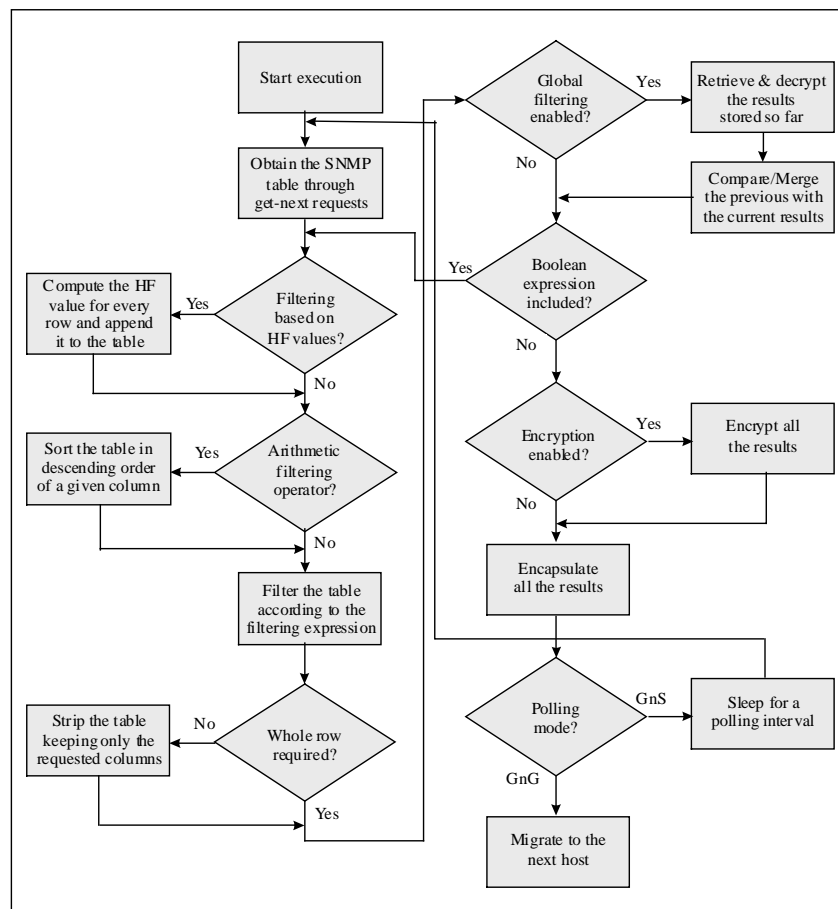 Start execution
Obtain the SNMP
table through
get-next requests
Filtering
based on
HF values?
Yes
Compute the HF
value for every
row and append
it to the table
No
Arithmetic
filtering
operator?
Yes
Sort the table in
descending order
of a given column
No
Filter the table
according to the
filtering expression
Whole row
required?
No
Strip the table
keeping only the
requested columns
Yes
Global
filtering
enabled?
Yes
Retrieve & decrypt
the results
stored so far
Compare/Merge
the previous with
the current results
No
Boolean
expression
included?
Yes
No
Encryption
enabled?
Yes
Encrypt all
the results
No
Encapsulate
all the results
Polling
mode?
GnS
Sleep for a
polling interval
GnG
Migrate to the
next host